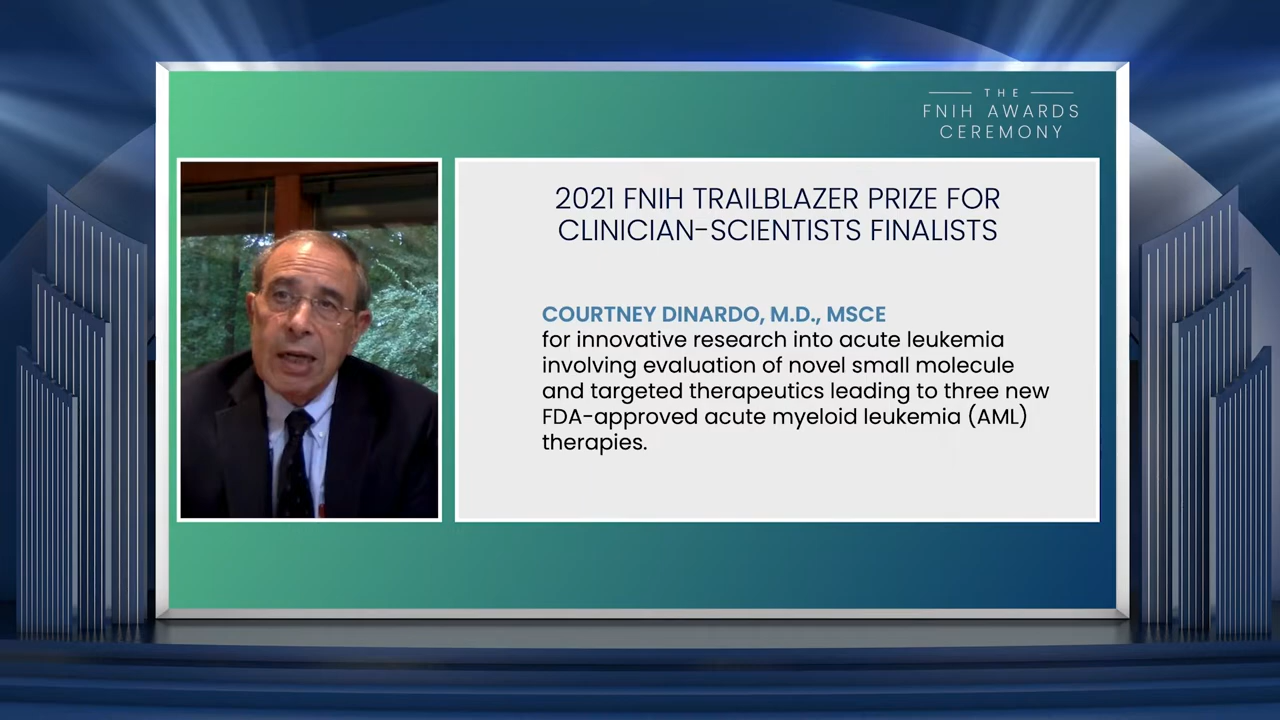 THE
FNIH AWARDS
CEREMONY
2021 FNIH TRAILBLAZER PRIZE FOR
CLINICIAN-SCIENTISTS FINALISTS
COURTNEY DINARDO, M.D., MSCE
for innovative research into acute leukemia
involving evaluation of novel small molecule
and targeted therapeutics leading to three new
FDA-approved acute myeloid leukemia (AML)
therapies.